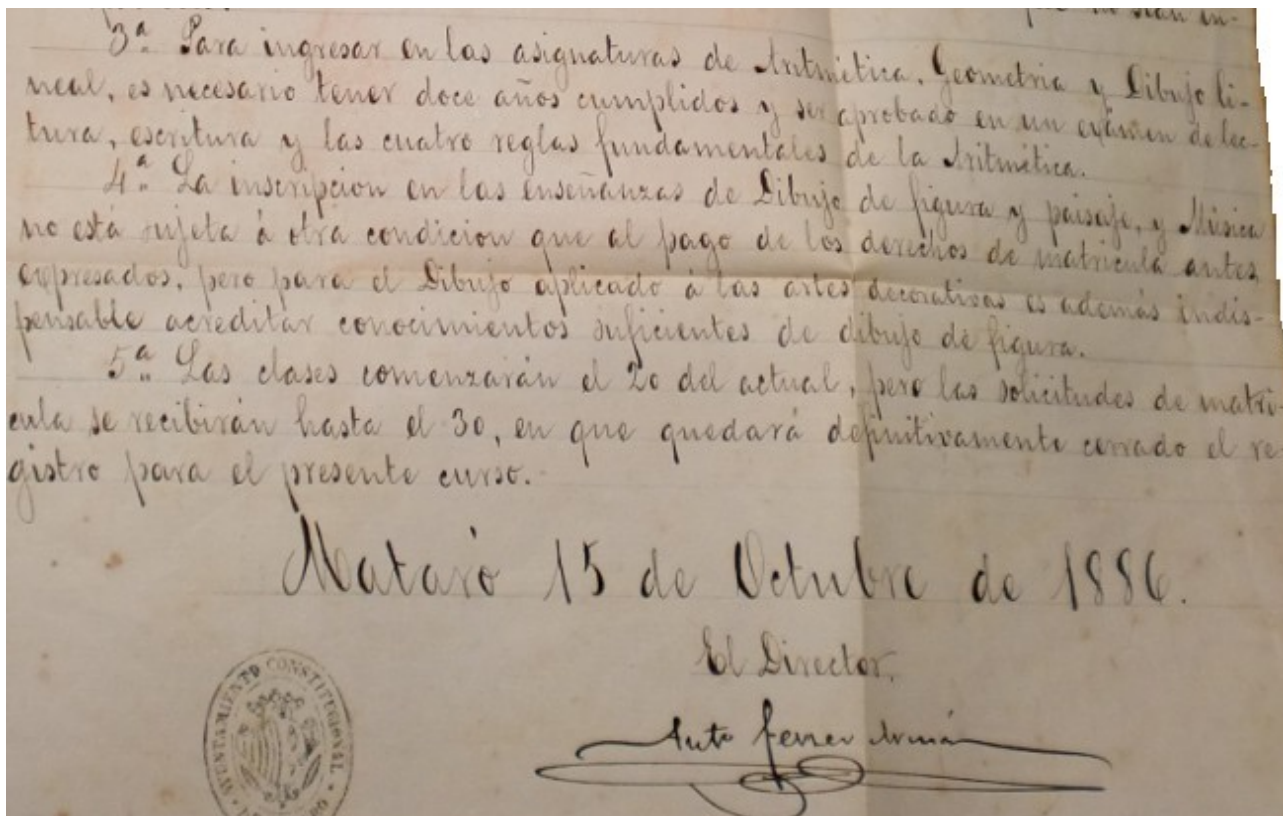 que no sean in-
3ª Para ingresar en las asignaturas de Aritmética, Geometria y Dibujo li-
neal, es necesario tener doce años cumplidos y ser aprobado en un exámen de lec-
tura, escritura y las cuatro reglas fundamentales de la Aritmética.
4ª La inscripcion en las enseñanzas de Dibujo de figura y paisaje, y Música
no está sujeta á otra condicion que al pago de los derechos de matrícula antes
expresados, pero para el Dibujo aplicado á las artes decorativas es además indis-
pensable acreditar conocimientos suficientes de dibujo de figura.
5ª Las clases comenzarán el 20 del actual, pero las solicitudes de matrí-
cula se recibirán hasta el 30, en que quedará definitivamente cerrado el re-
gistro para el presente curso.
Mataró 15 de Octubre de 1886.
El Director,
Anto Ferrer
AYUNTAMIENTO CONSTITUCIONAL